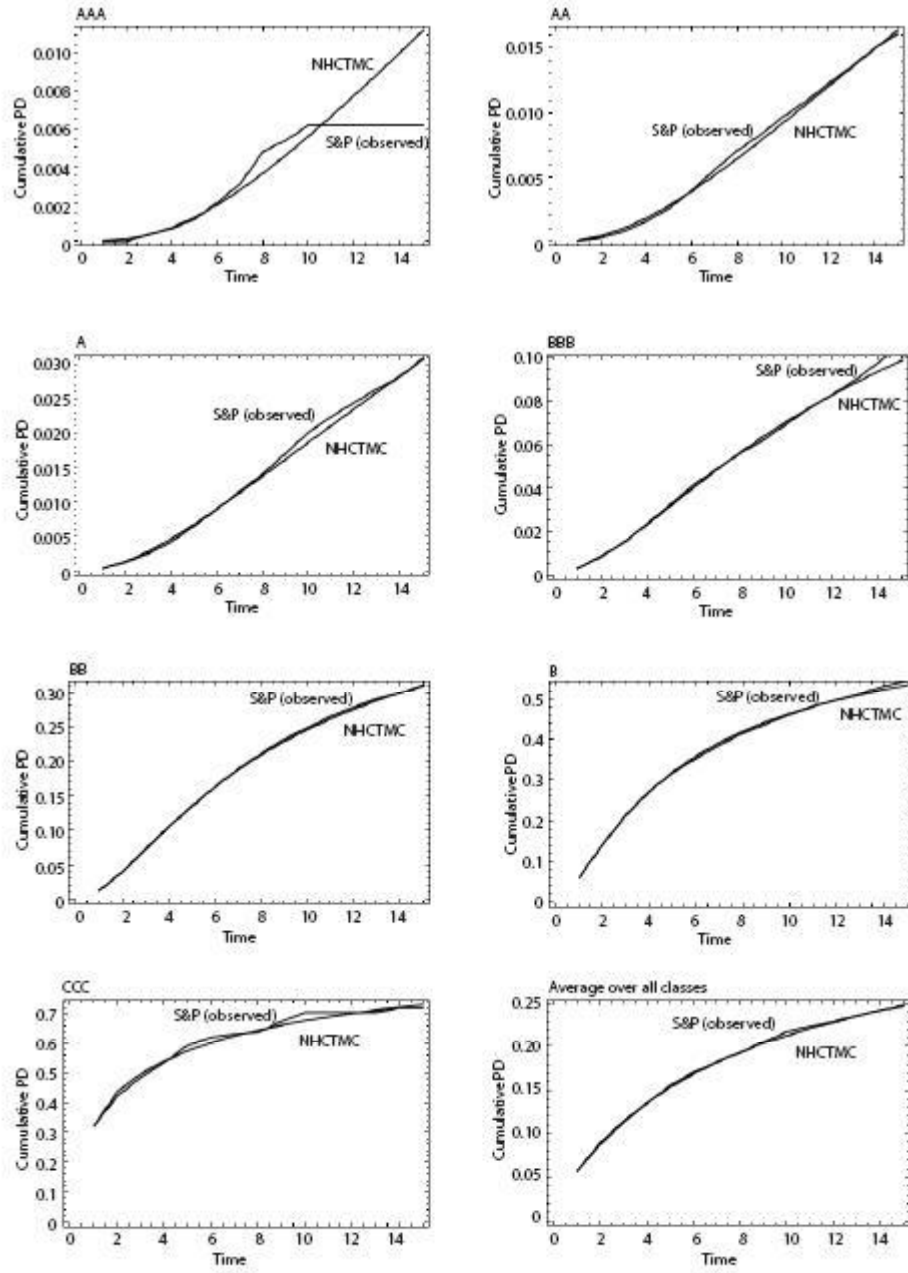 AAA
0.010
0.008
0.006
0.004
0.002
0
Cumulative PD
NHCTMC
S&P (observed)
0 2 4 6 8 10 12 14
Time
AA
0.015
0.010
0.005
0
Cumulative PD
S&P (observed)
NHCTMC
0 2 4 6 8 10 12 14
Time
A
0.030
0.025
0.020
0.015
0.010
0.005
0
Cumulative PD
S&P (observed)
NHCTMC
0 2 4 6 8 10 12 14
Time
BBB
0.10
0.08
0.06
0.04
0.02
0
Cumulative PD
S&P (observed)
NHCTMC
0 2 4 6 8 10 12 14
Time
BB
0.30
0.25
0.20
0.15
0.10
0.05
0
Cumulative PD
S&P (observed)
NHCTMC
0 2 4 6 8 10 12 14
Time
B
0.5
0.4
0.3
0.2
0.1
0
Cumulative PD
S&P (observed)
NHCTMC
0 2 4 6 8 10 12 14
Time
CCC
0.7
0.6
0.5
0.4
0.3
0.2
0.1
0
Cumulative PD
S&P (observed)
NHCTMC
0 2 4 6 8 10 12 14
Time
Average over all classes
0.25
0.20
0.15
0.10
0.05
0
Cumulative PD
S&P (observed)
NHCTMC
0 2 4 6 8 10 12 14
Time